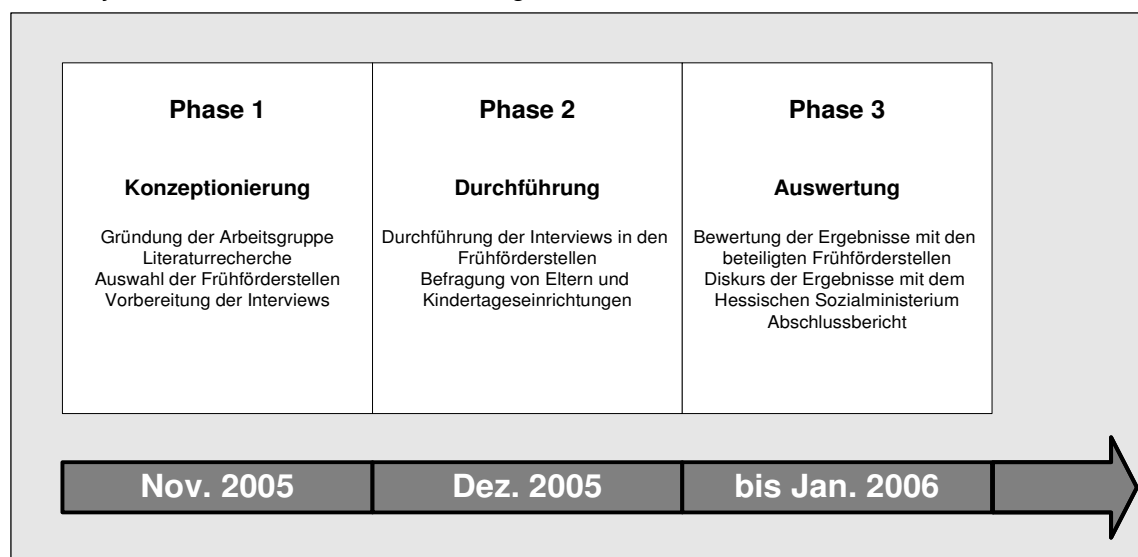 Phase 1
Konzeptionierung
Gründung der Arbeitsgruppe
Literaturrecherche
Auswahl der Frühförderstellen
Vorbereitung der Interviews
Phase 2
Durchführung
Durchführung der Interviews in den
Frühförderstellen
Befragung von Eltern und
Kindertageseinrichtungen
Phase 3
Auswertung
Bewertung der Ergebnisse mit den
beteiligten Frühförderstellen
Diskurs der Ergebnisse mit dem
Hessischen Sozialministerium
Abschlussbericht
Nov. 2005
Dez. 2005
bis Jan. 2006